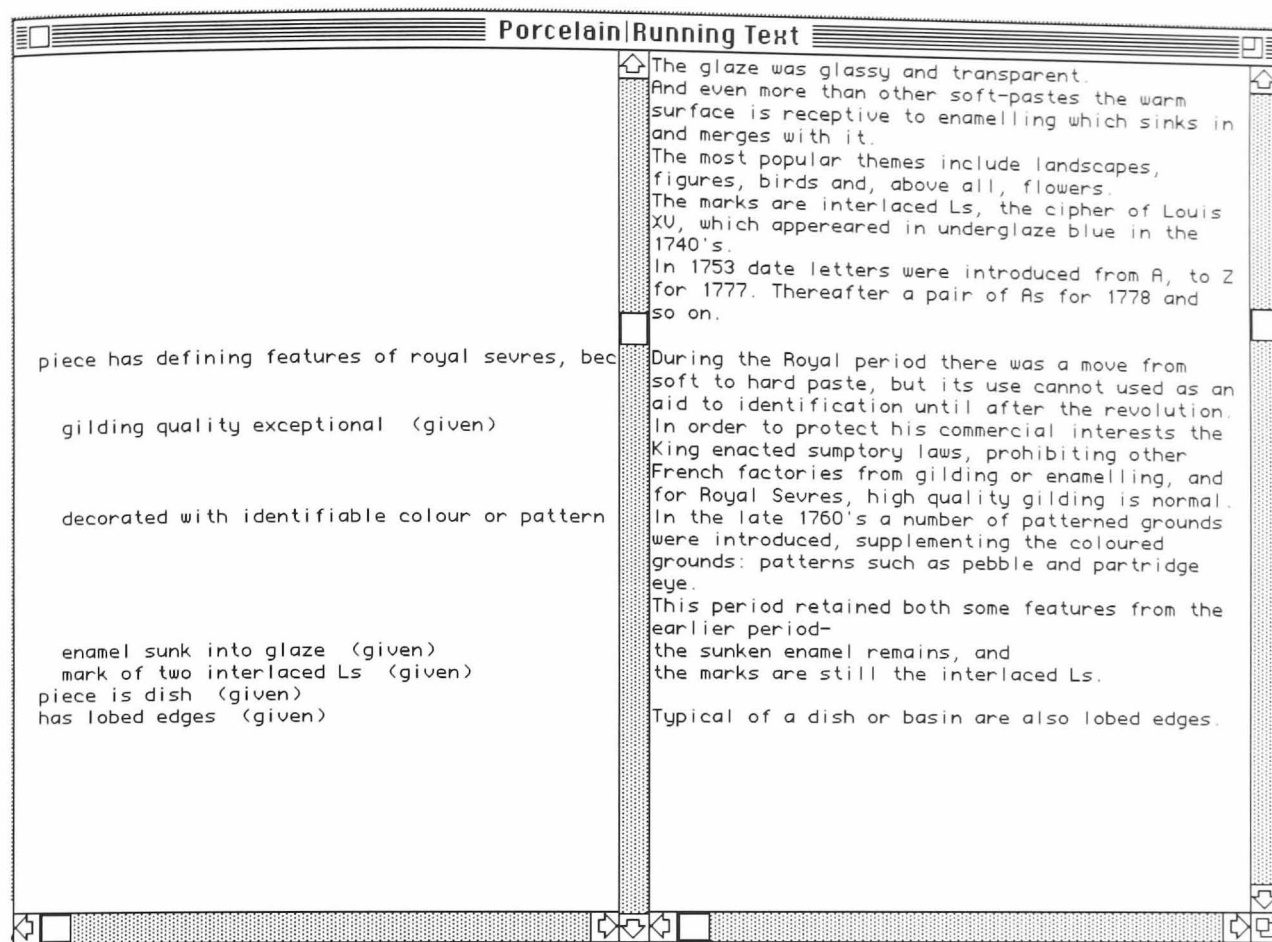 Porcelain|Running Text
piece has defining features of royal sevres, bec
gilding quality exceptional (given)
decorated with identifiable colour or pattern
enamel sunk into glaze (given)
mark of two interlaced Ls (given)
piece is dish (given)
has lobed edges (given)
The glaze was glassy and transparent.
And even more than other soft-pastes the warm
surface is receptive to enamelling which sinks in
and merges with it.
The most popular themes include landscapes,
figures, birds and, above all, flowers.
The marks are interlaced Ls, the cipher of Louis
XV, which appereared in underglaze blue in the
1740's.
In 1753 date letters were introduced from A, to Z
for 1777. Thereafter a pair of As for 1778 and
so on.
During the Royal period there was a move from
soft to hard paste, but its use cannot used as an
aid to identification until after the revolution.
In order to protect his commercial interests the
King enacted sumptory laws, prohibiting other
French factories from gilding or enamelling, and
for Royal Sevres, high quality gilding is normal.
In the late 1760's a number of patterned grounds
were introduced, supplementing the coloured
grounds: patterns such as pebble and partridge
eye.
This period retained both some features from the
earlier period-
the sunken enamel remains, and
the marks are still the interlaced Ls.
Typical of a dish or basin are also lobed edges.